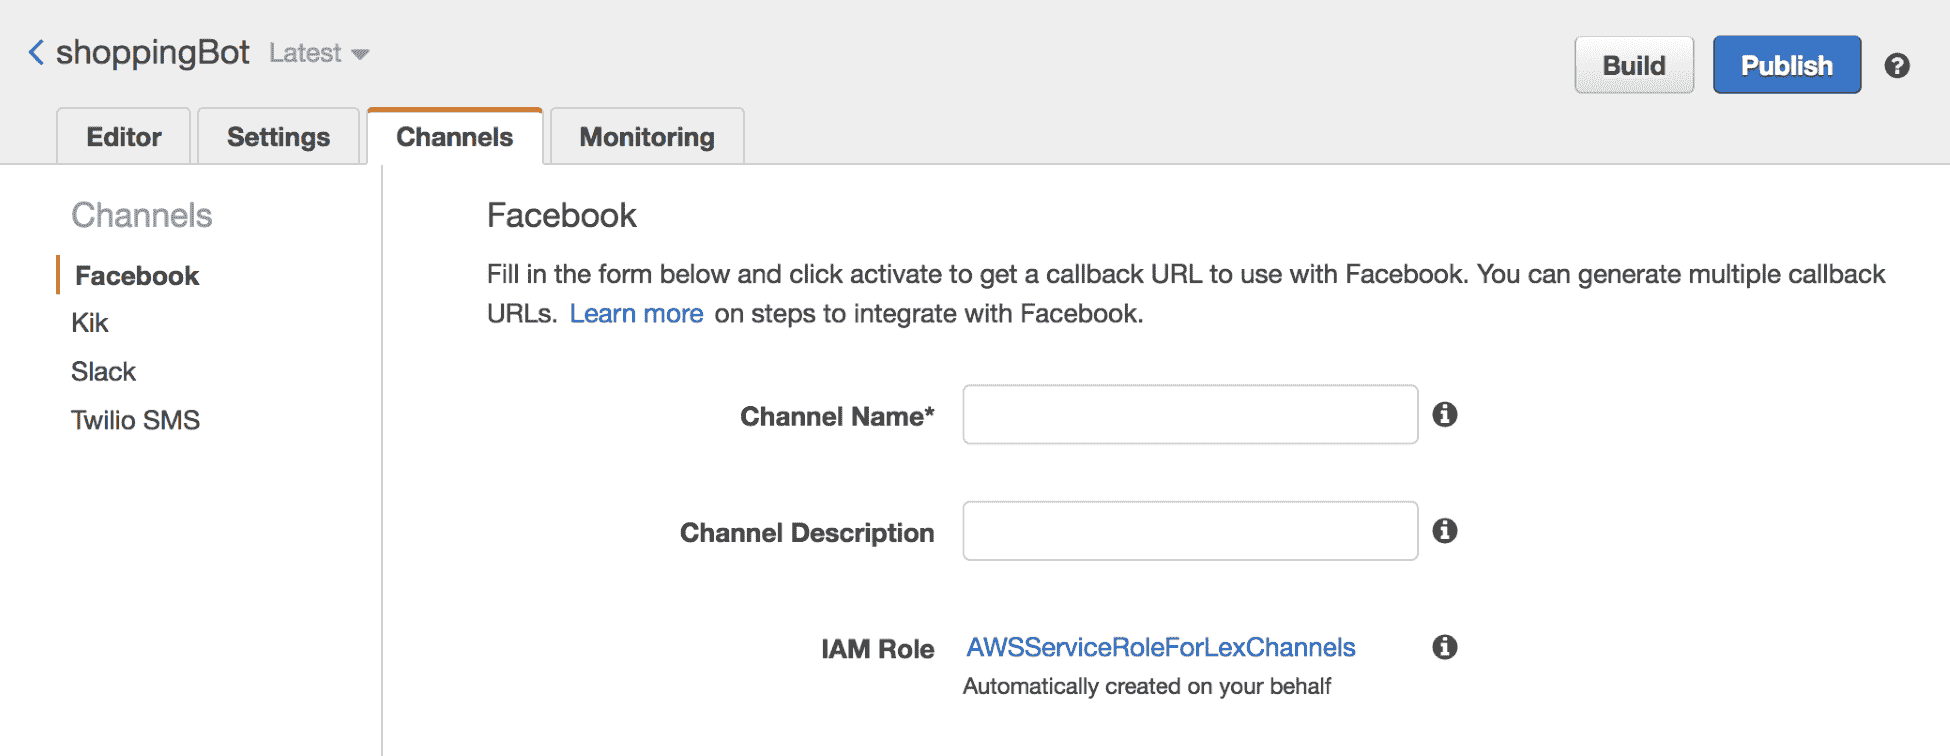 shoppingBot Latest
Build
Publish
Editor
Settings
Channels
Monitoring
Channels
Facebook
Kik
Slack
Twilio SMS
Facebook
Fill in the form below and click activate to get a callback URL to use with Facebook. You can generate multiple callback
URLs. Learn more on steps to integrate with Facebook.
Channel Name*
Channel Description
IAM Role AWSServiceRoleForLexChannels
Automatically created on your behalf